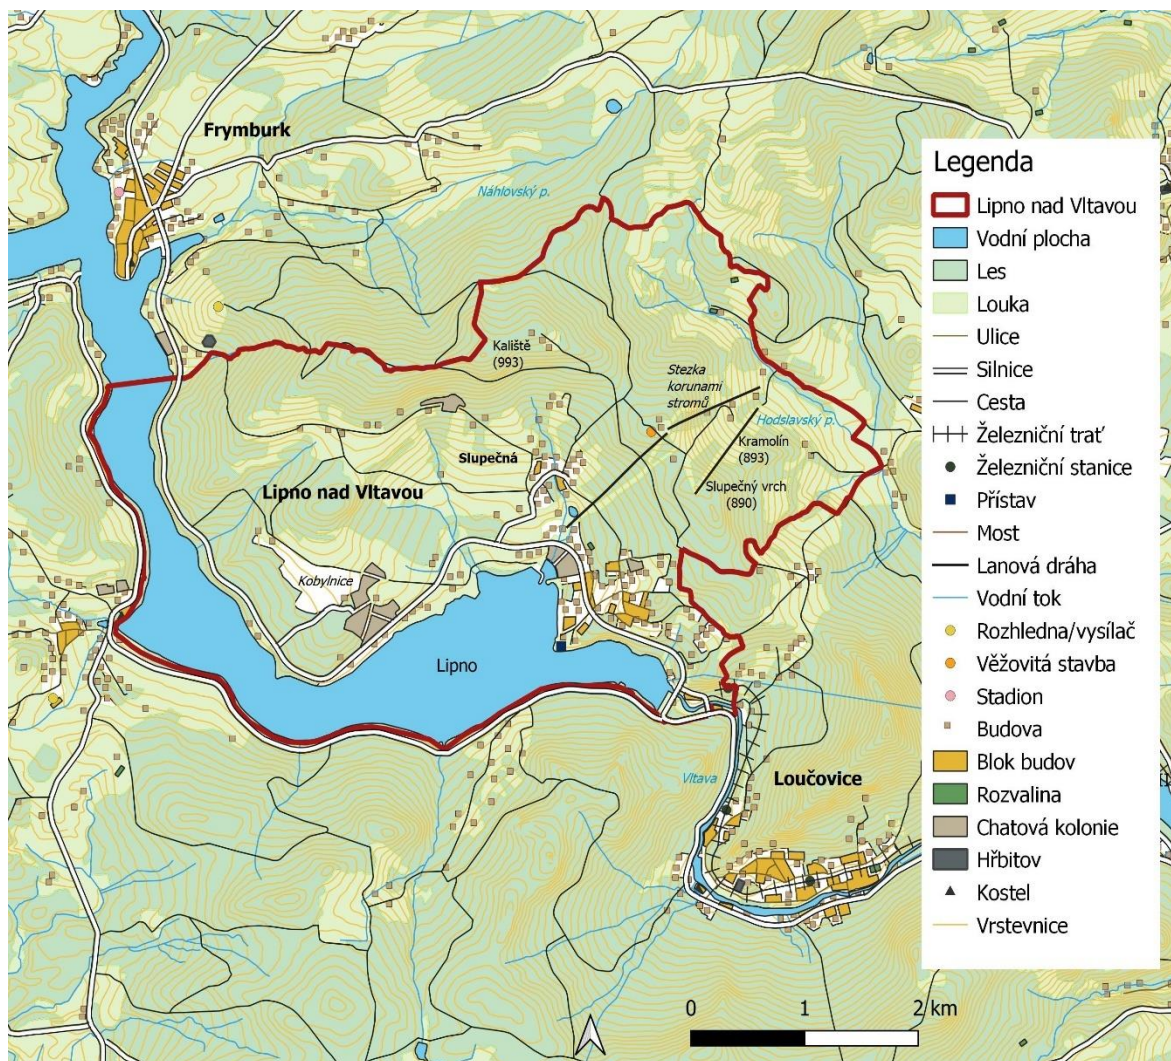 Frymburk
Náhlovský p.
Kaliště
(993)
Stezka
korunami
stromů
Hodslavský p.
Kramolín
(893)
Slupečná
Slupečný vrch
(890)
Lipno nad Vltavou
Kobylnice
Lipno
Vltava
Loučovice
0 1 2 km
Legenda
Lipno nad Vltavou
Vodní plocha
Les
Louka
Ulice
Silnice
Cesta
Železniční trať
Železniční stanice
Přístav
Most
Lanová dráha
Vodní tok
Rozhledna/vysílač
Věžovitá stavba
Stadion
Budova
Blok budov
Rozvalina
Chatová kolonie
Hřbitov
Kostel
Vrstevnice